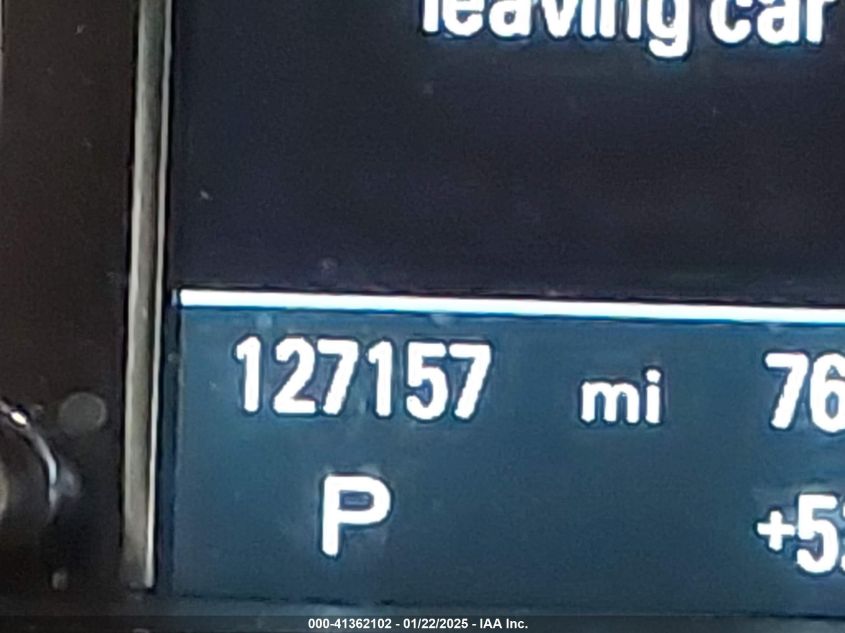 leaving car
127157 mi 76
P +5
000-41362102 - 01/22/2025 - IAA Inc.